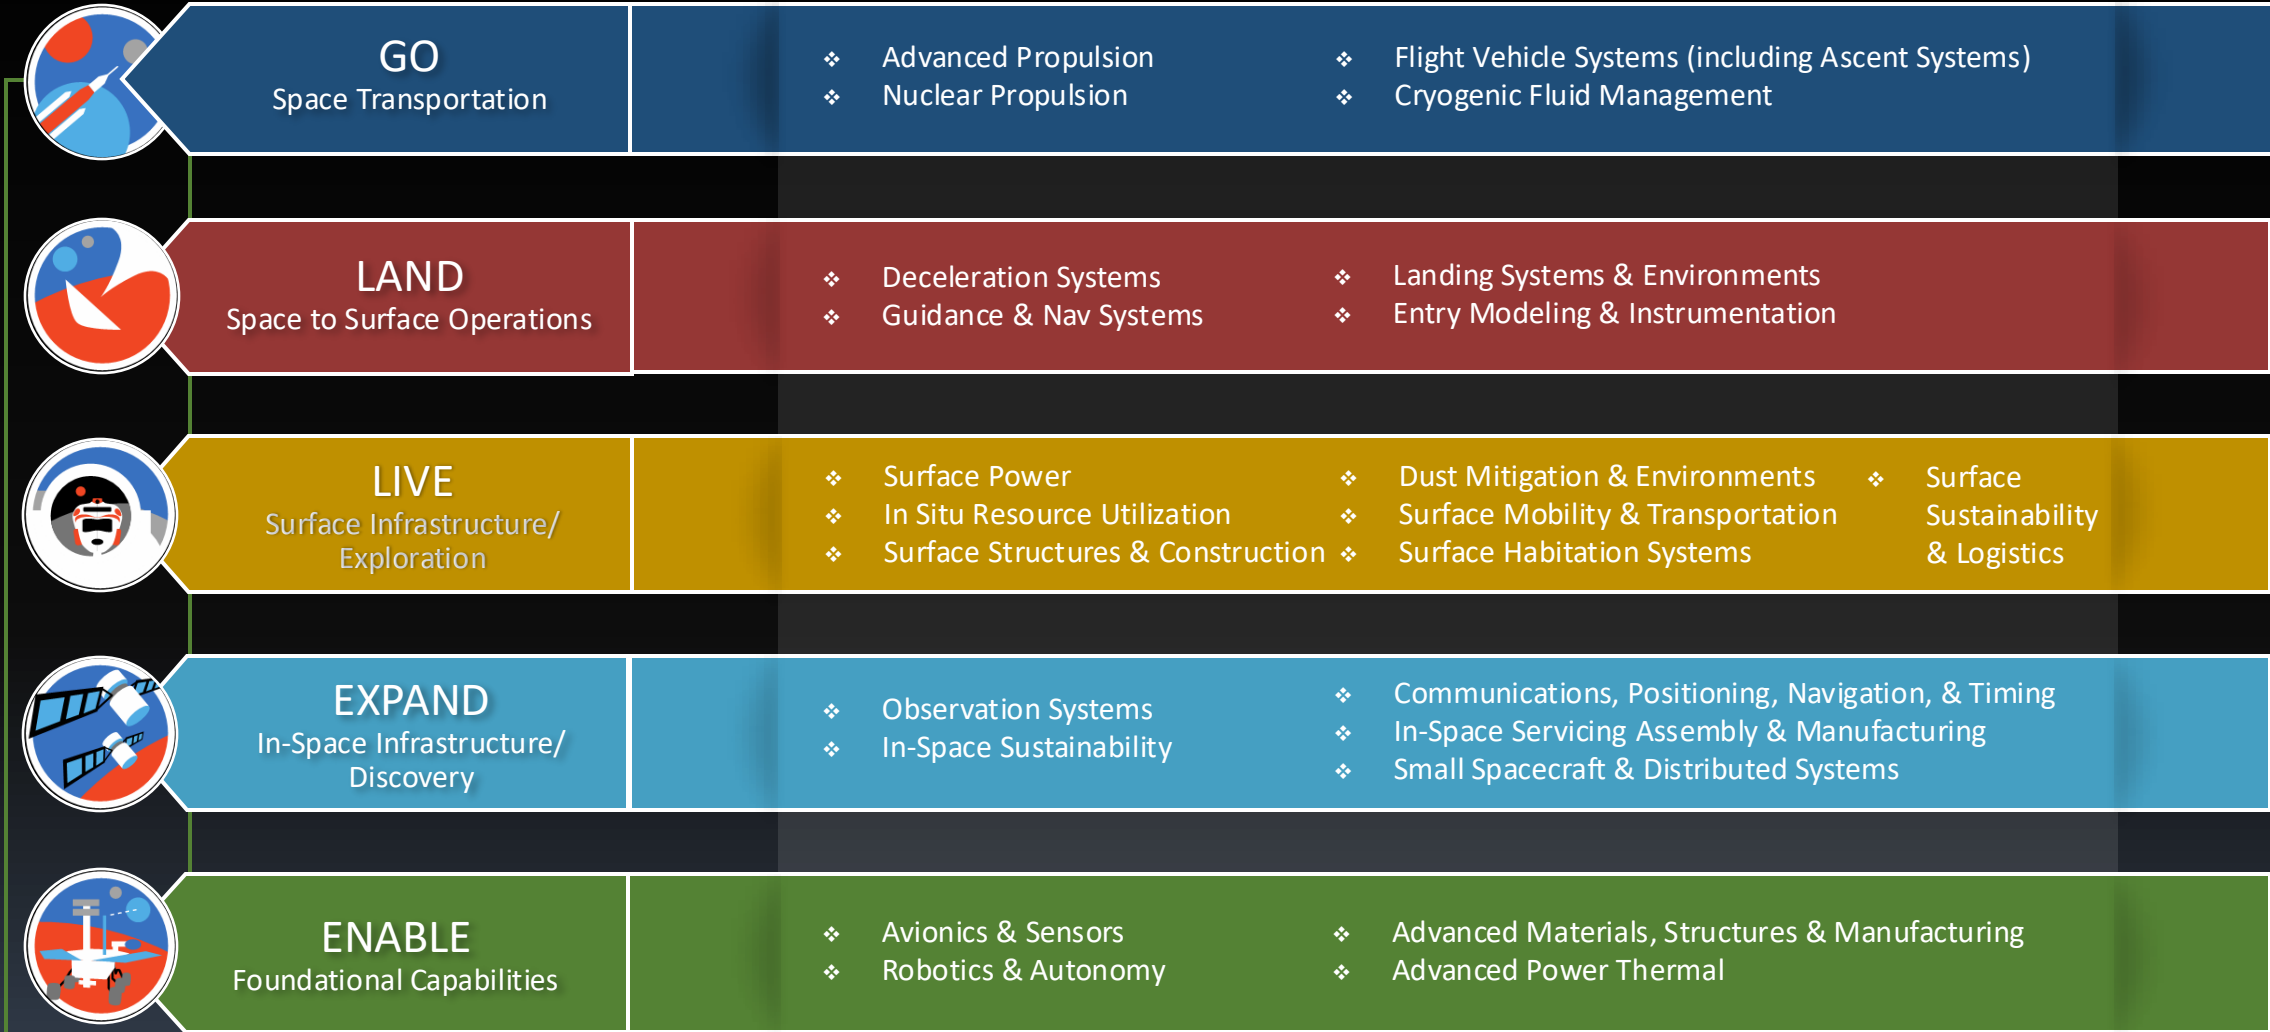 GO
Space Transportation
Advanced Propulsion
Nuclear Propulsion
Flight Vehicle Systems (including Ascent Systems)
Cryogenic Fluid Management
LAND
Space to Surface Operations
Deceleration Systems
Guidance & Nav Systems
Landing Systems & Environments
Entry Modeling & Instrumentation
LIVE
Surface Infrastructure/
Exploration
Surface Power
In Situ Resource Utilization
Surface Structures & Construction
Dust Mitigation & Environments
Surface Mobility & Transportation
Surface Habitation Systems
Surface
Sustainability
& Logistics
EXPAND
In-Space Infrastructure/
Discovery
Observation Systems
In-Space Sustainability
Communications, Positioning, Navigation, & Timing
In-Space Servicing Assembly & Manufacturing
Small Spacecraft & Distributed Systems
ENABLE
Foundational Capabilities
Avionics & Sensors
Robotics & Autonomy
Advanced Materials, Structures & Manufacturing
Advanced Power Thermal